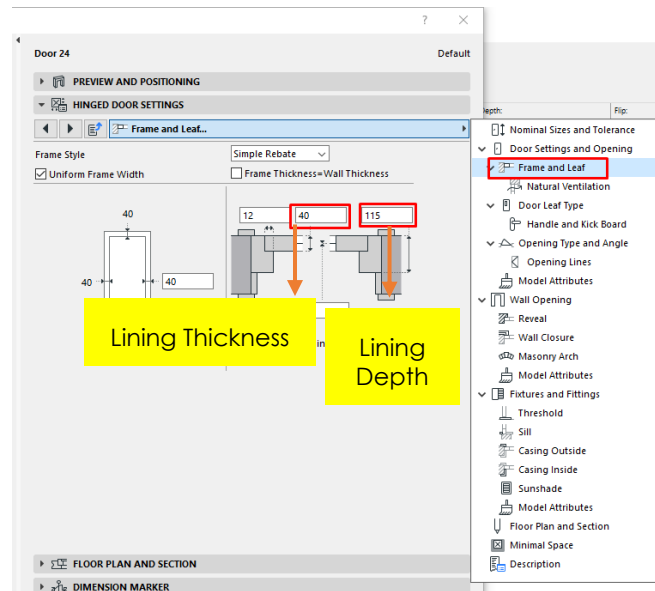 ?
Door 24
Default
PREVIEW AND POSITIONING
HINGED DOOR SETTINGS
Frame and Leaf...
Frame Style
Simple Rebate
Uniform Frame Width
Frame Thickness=Wall Thickness
40
12
40
115
40
40
Lining Thickness
Lining
Depth
in
FLOOR PLAN AND SECTION
DIMENSION MARKER
Flip:
Nominal Sizes and Tolerance
Door Settings and Opening
Frame and Leaf
Natural Ventilation
Door Leaf Type
Handle and Kick Board
Opening Type and Angle
Opening Lines
Model Attributes
Wall Opening
Reveal
Wall Closure
Masonry Arch
Model Attributes
Fixtures and Fittings
Threshold
Sill
Casing Outside
Casing Inside
Sunshade
Model Attributes
Floor Plan and Section
Minimal Space
Description